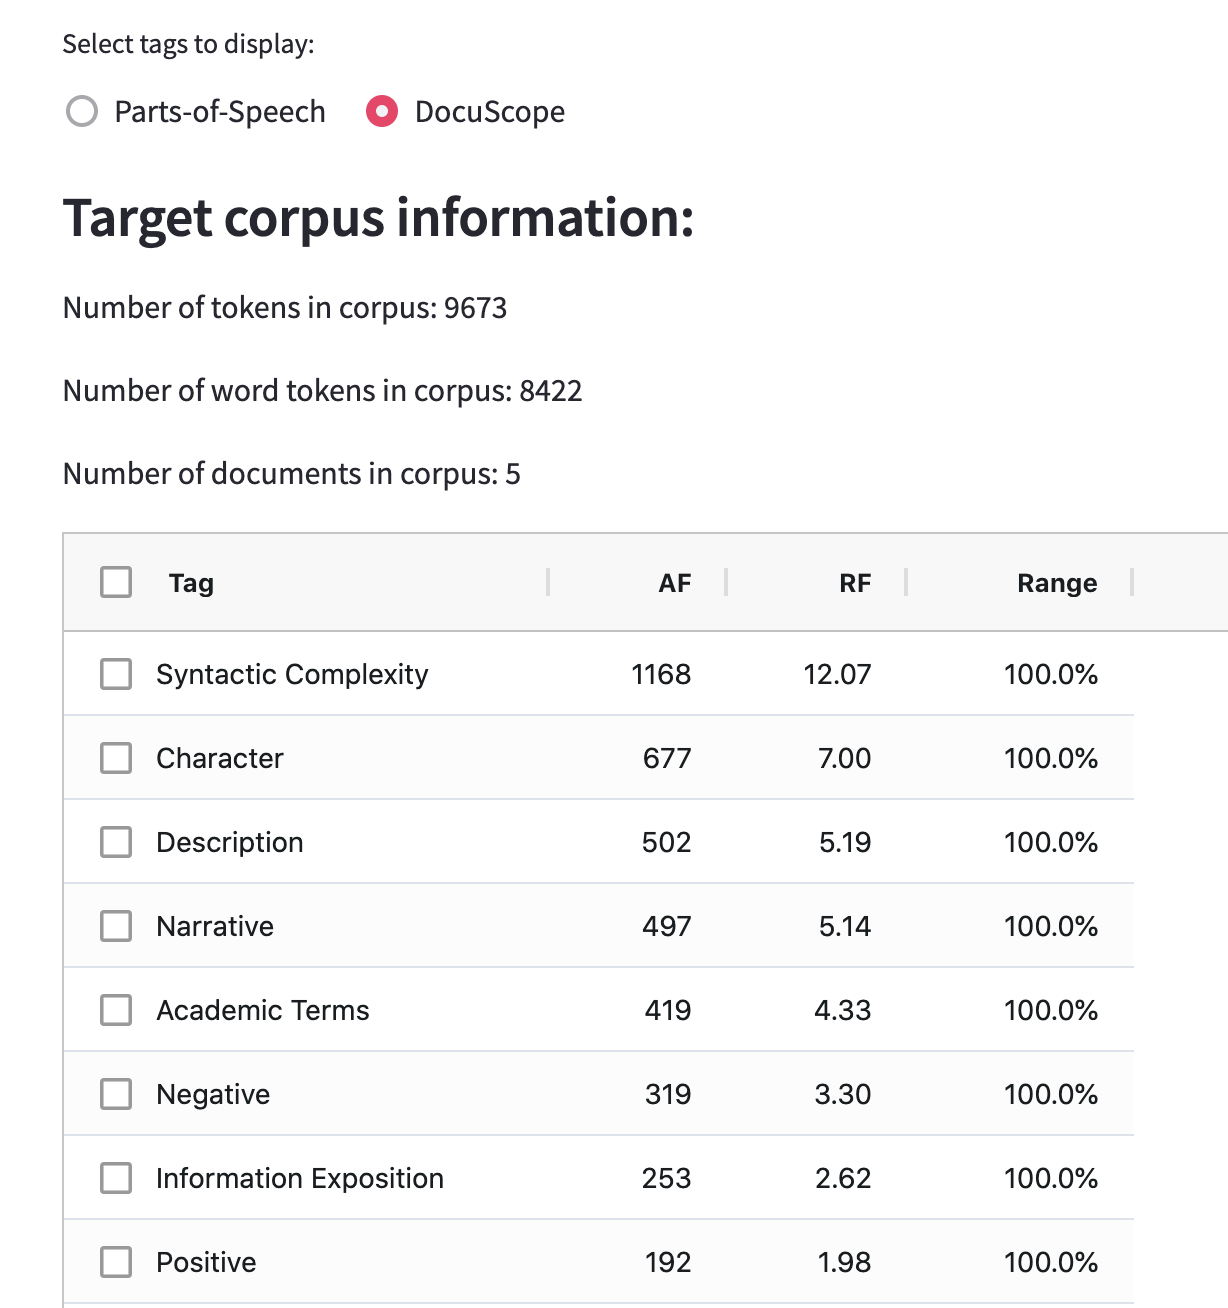 Select tags to display:
Parts-of-Speech DocuScope
Target corpus information:
Number of tokens in corpus: 9673
Number of word tokens in corpus: 8422
Number of documents in corpus: 5
Tag AF RF Range
Syntactic Complexity 1168 12.07 100.0%
Character 677 7.00 100.0%
Description 502 5.19 100.0%
Narrative 497 5.14 100.0%
Academic Terms 419 4.33 100.0%
Negative 319 3.30 100.0%
Information Exposition 253 2.62 100.0%
Positive 192 1.98 100.0%